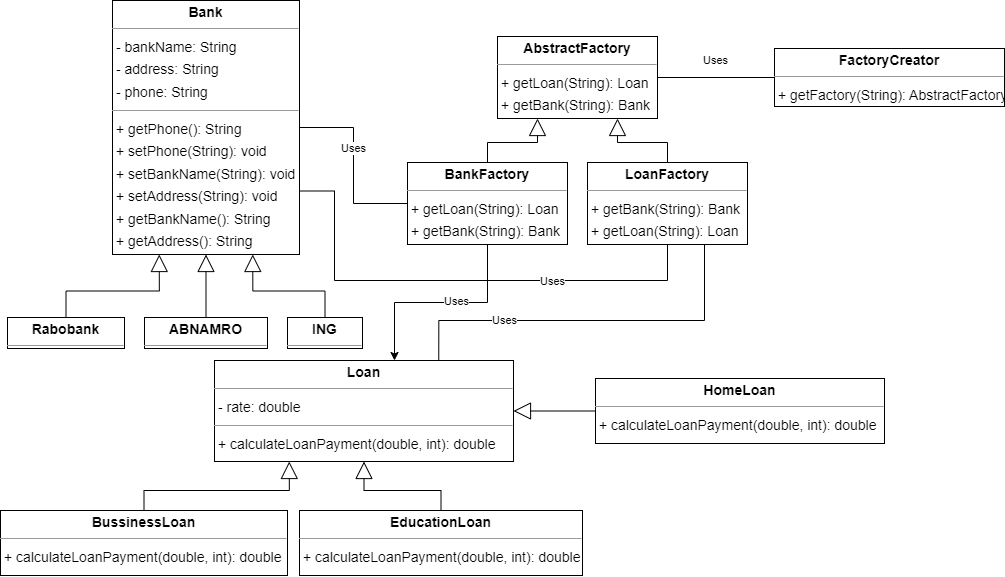 Bank
- bankName: String
- address: String
- phone: String
+ getPhone(): String
+ setPhone(String): void
+ setBankName(String): void
+ setAddress(String): void
+ getBankName(): String
+ getAddress(): String
AbstractFactory
+ getLoan(String): Loan
+ getBank(String): Bank
Uses
FactoryCreator
+ getFactory(String): AbstractFactory
Uses
BankFactory
+ getLoan(String): Loan
+ getBank(String): Bank
LoanFactory
+ getBank(String): Bank
+ getLoan(String): Loan
Uses
Uses
Uses
Rabobank
ABNAMRO
ING
Loan
- rate: double
+ calculateLoanPayment(double, int): double
HomeLoan
+ calculateLoanPayment(double, int): double
BussinessLoan
+ calculateLoanPayment(double, int): double
EducationLoan
+ calculateLoanPayment(double, int): double